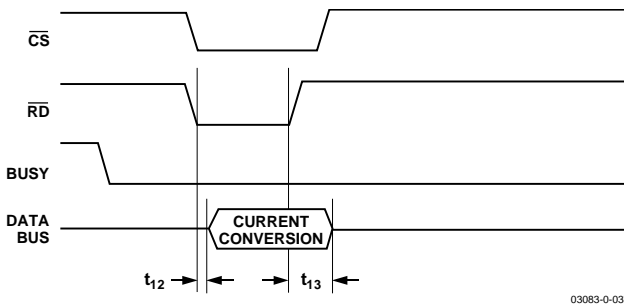 CS
RD
BUSY
DATA
BUS
CURRENT
CONVERSION
t12
t13
03083-0-03